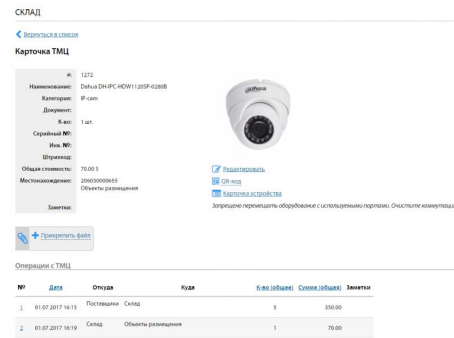 СКЛАД
Вернуться в список
Карточка ТМЦ
#: 1272
Наименование: Dahua DH-IPC-HDW1120SP-0280B
Категория: IP-cam
Документ:
К-во: 1 шт.
Серийный №:
Инв. №:
Штрихкод:
Общая стоимость: 70.00 $
Местонахождение: 206030000655
Объекты размещения
Заметки:
alhua
Редактировать
QR код
Карточка устройства
Запрещено перемещать оборудование с используемыми портами. Очистите коммутаци
Прикрепить файл
Операции с ТМЦ
№ Дата Откуда Куда К-во (общее) Сумма (общая) Заметки
1 01.07.2017 16:15 Поставщики Склад 5 350.00
2 01.07.2017 16:19 Склад Объекты размещения 1 70.00